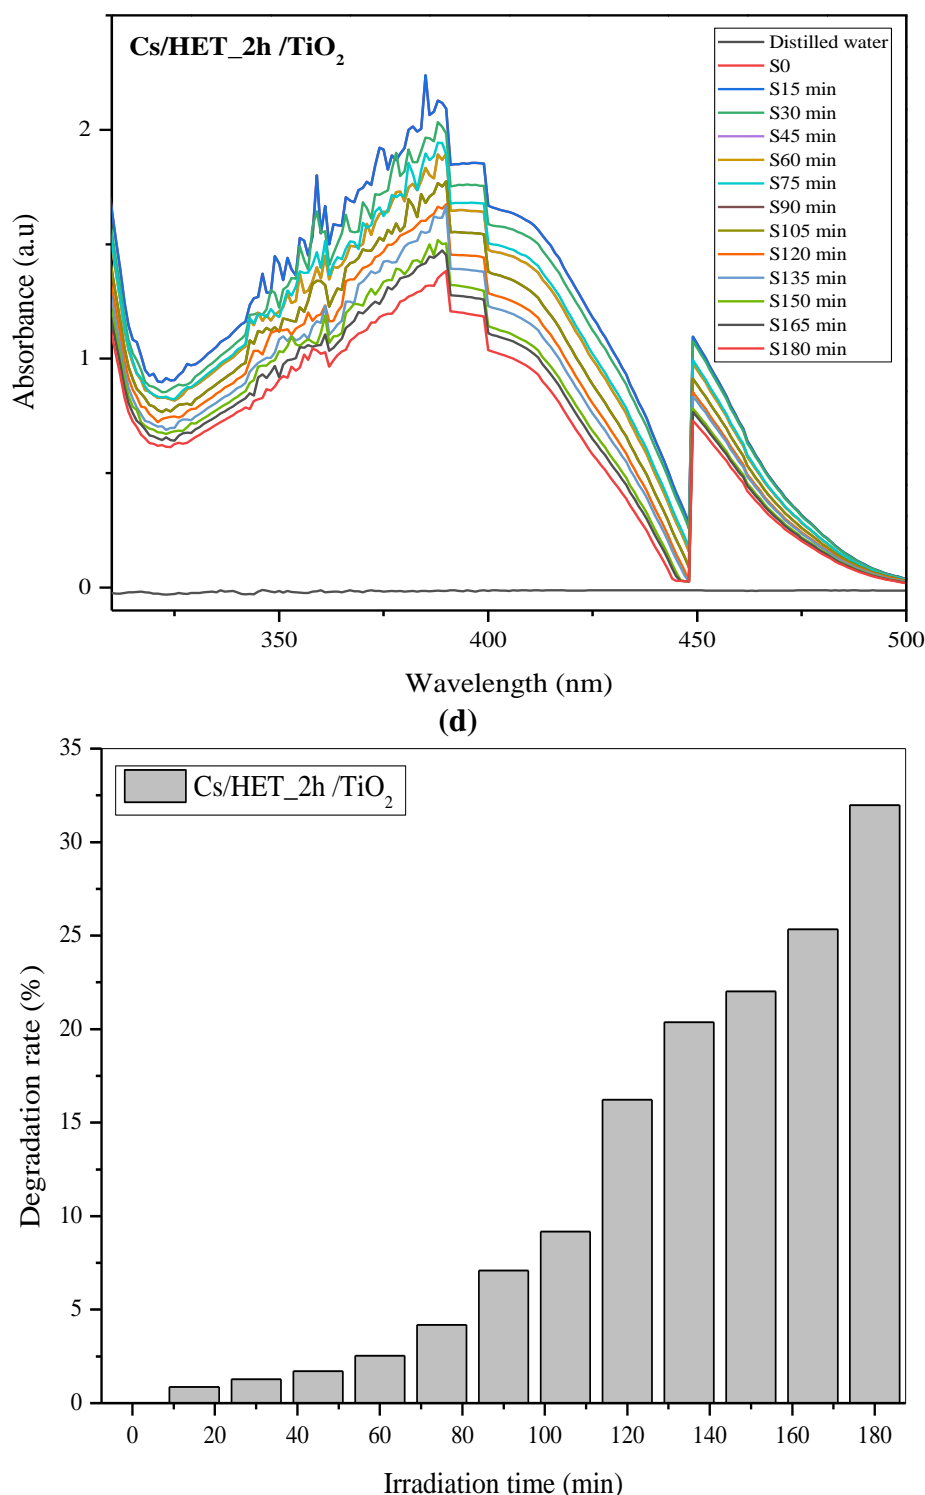 Cs/HET_2h /TiO2
Distilled water
S0
S15 min
S30 min
S45 min
S60 min
S75 min
S90 min
S105 min
S120 min
S135 min
S150 min
S165 min
S180 min
Absorbance (a.u)
2
1
0
350 400 450 500
Wavelength (nm)
(d)
Cs/HET_2h /TiO2
Degradation rate (%)
35
30
25
20
15
10
5
0
0 20 40 60 80 100 120 140 160 180
Irradiation time (min)